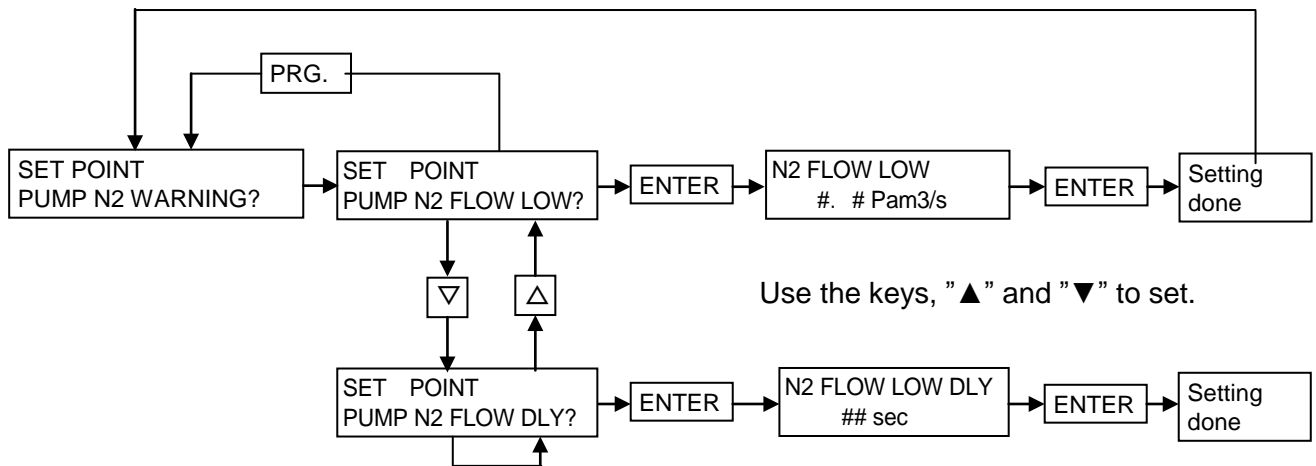 PRG.
SET POINT
PUMP N2 WARNING?
SET POINT
PUMP N2 FLOW LOW?
ENTER
N2 FLOW LOW
#. # Pam3/s
ENTER
Setting
done
▽
△
Use the keys, ”▲” and ”▼” to set.
SET POINT
PUMP N2 FLOW DLY?
ENTER
N2 FLOW LOW DLY
## sec
ENTER
Setting
done